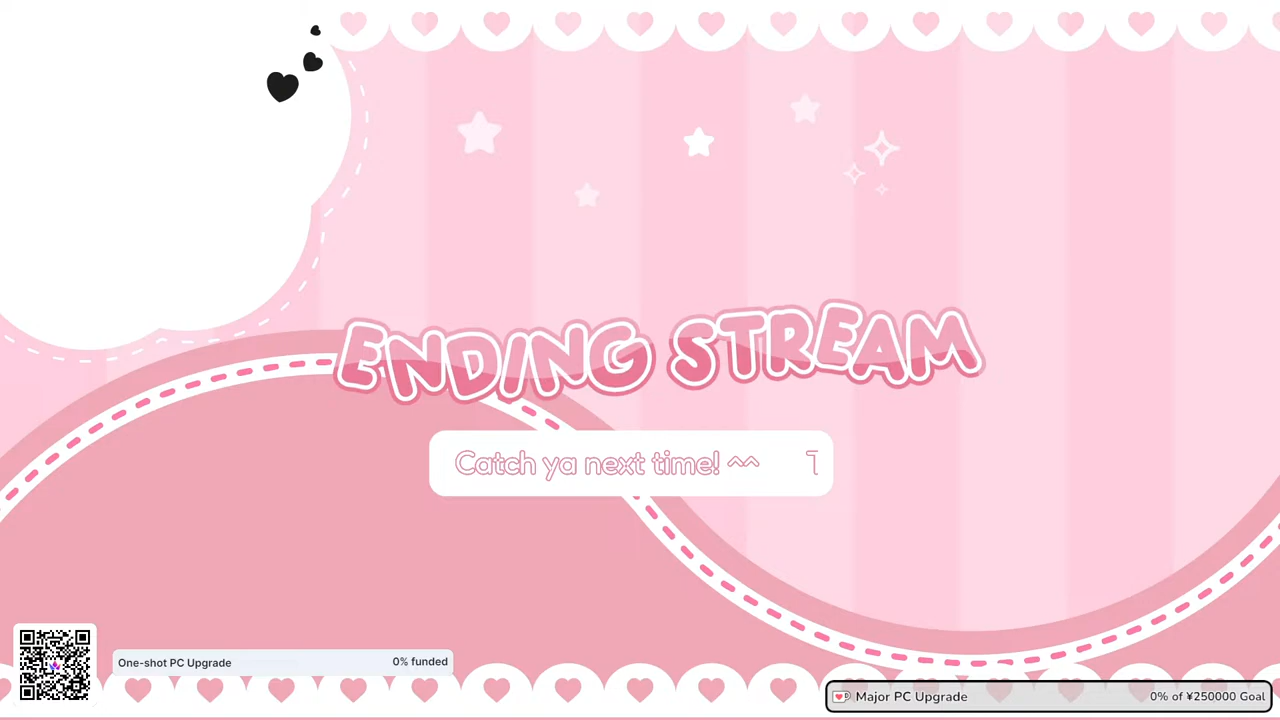 ENDING STREAM
Catch ya next time! ^^
One-shot PC Upgrade 0% funded
Major PC Upgrade 0% of ¥250000 Goal